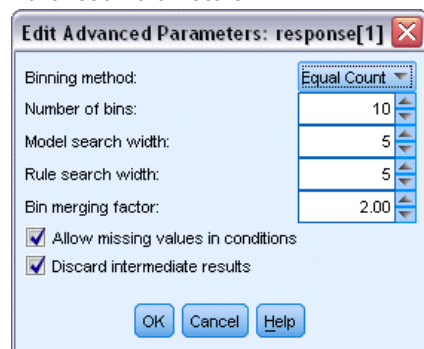 Edit Advanced Parameters: response[1]
Binning method: Equal Count
Number of bins: 10
Model search width: 5
Rule search width: 5
Bin merging factor: 2.00
Allow missing values in conditions
Discard intermediate results
OK Cancel Help